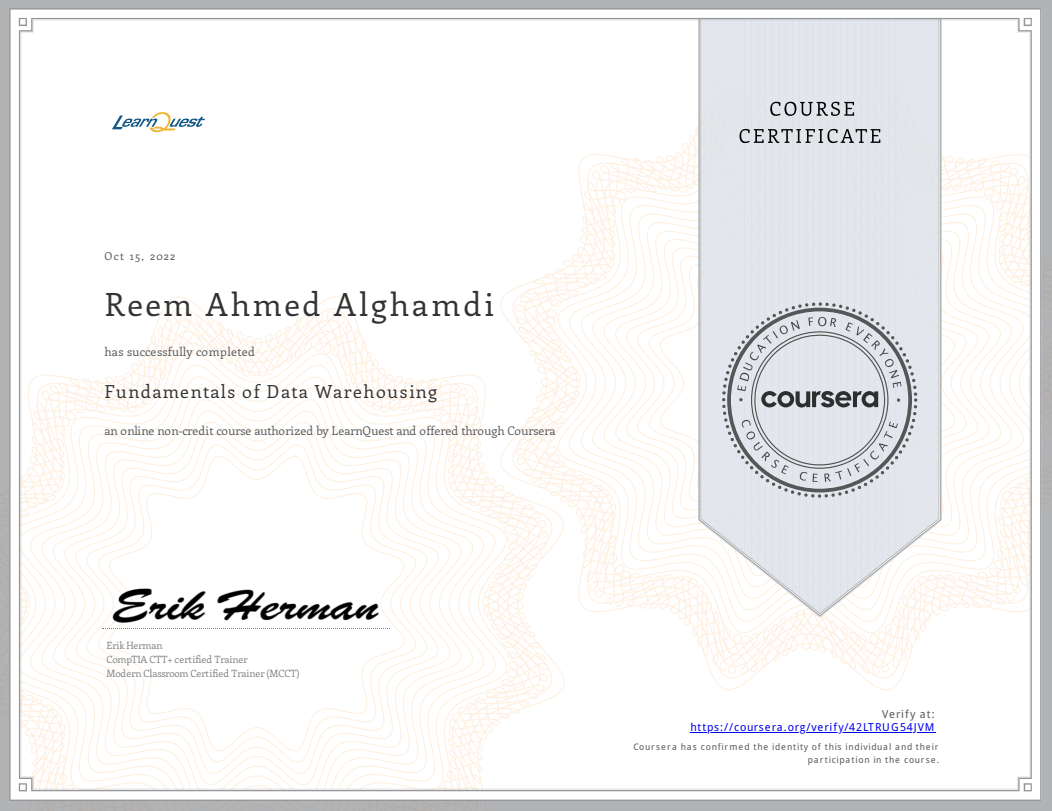 LearnQuest
COURSE
CERTIFICATE
Oct 15, 2022
Reem Ahmed Alghamdi
has successfully completed
Fundamentals of Data Warehousing
an online non-credit course authorized by LearnQuest and offered through Coursera
EDUCATION FOR EVERYONE
coursera
COURSE CERTIFICATE
Erik Herman
Erik Herman
CompTIA CTT+ certified Trainer
Modern Classroom Certified Trainer (MCCT)
Verify at:
https://coursera.org/verify/42LTRUG54JVM
Coursera has confirmed the identity of this individual and their
participation in the course.